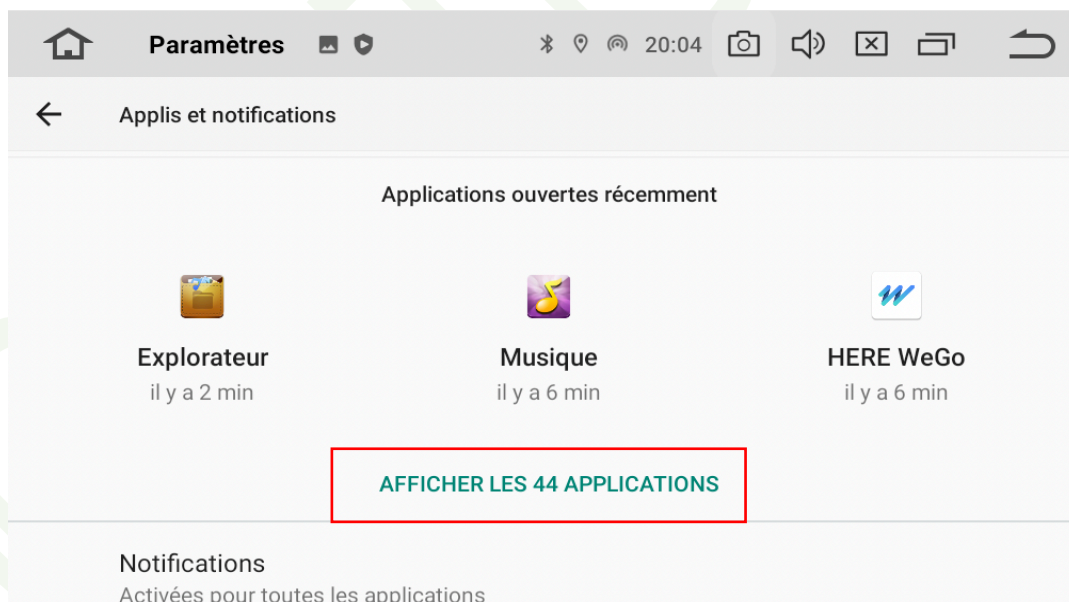 Paramètres 20:04
Applis et notifications
Applications ouvertes récemment
Explorateur Musique HERE WeGo
il y a 2 min il y a 6 min il y a 6 min
AFFICHER LES 44 APPLICATIONS
Notifications
Activées pour toutes les applications